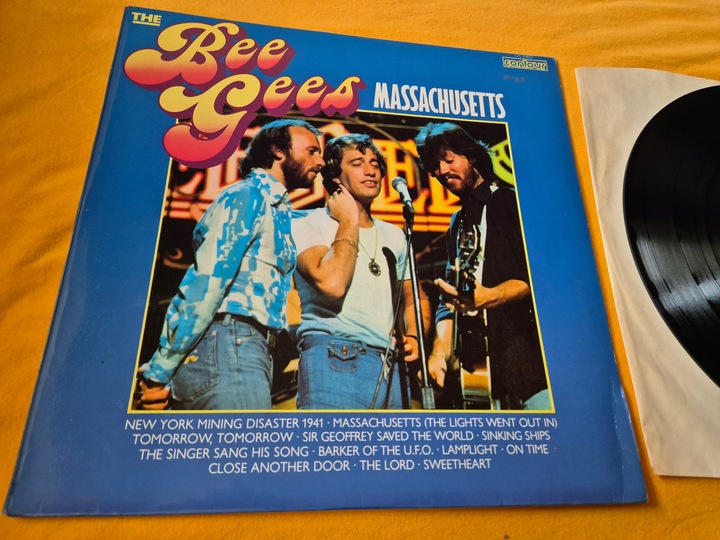 THE
Bee
Gees
MASSACHUSETTS
contour
NEW YORK MINING DISASTER 1941 · MASSACHUSETTS (THE LIGHTS WENT OUT IN)
TOMORROW, TOMORROW · SIR GEOFFREY SAVED THE WORLD · SINKING SHIPS
THE SINGER SANG HIS SONG · BARKER OF THE U.F.O. · LAMPLIGHT · ON TIME
CLOSE ANOTHER DOOR · THE LORD · SWEETHEART